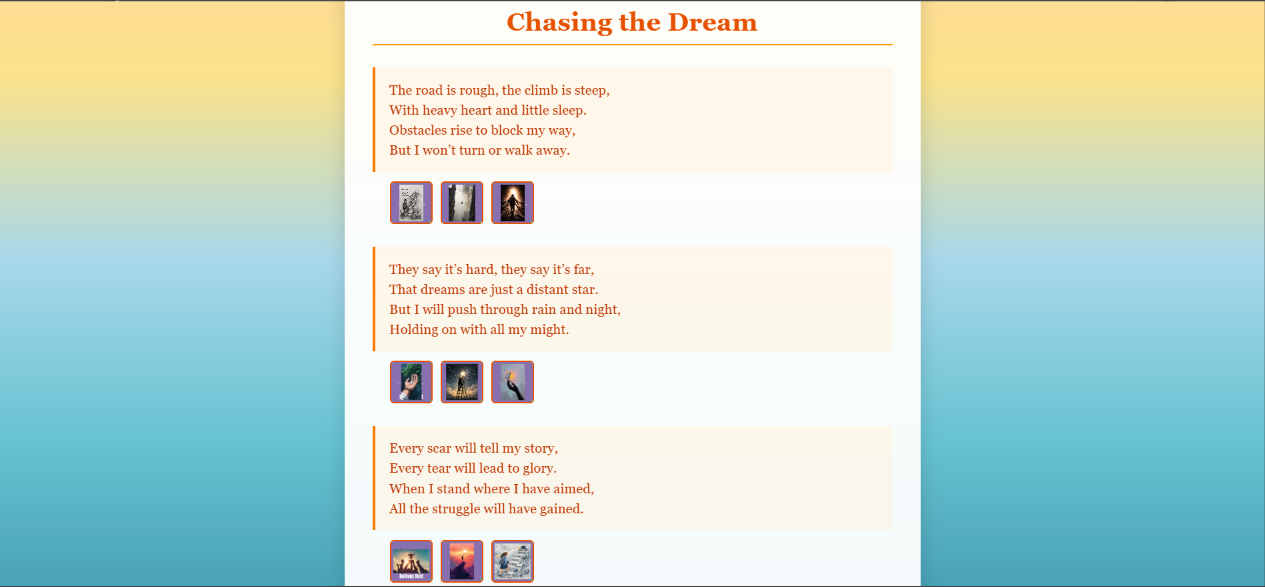 Chasing the Dream
The road is rough, the climb is steep,
With heavy heart and little sleep.
Obstacles rise to block my way,
But I won’t turn or walk away.
They say it’s hard, they say it’s far,
That dreams are just a distant star.
But I will push through rain and night,
Holding on with all my might.
Every scar will tell my story,
Every tear will lead to glory.
When I stand where I have aimed,
All the struggle will have gained.
Bottom Text